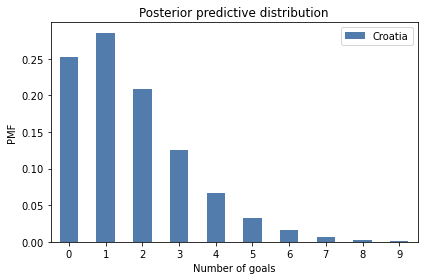 Posterior predictive distribution
Croatia
0.25
0.20
0.15
0.10
0.05
0.00
PMF
0 1 2 3 4 5 6 7 8 9
Number of goals